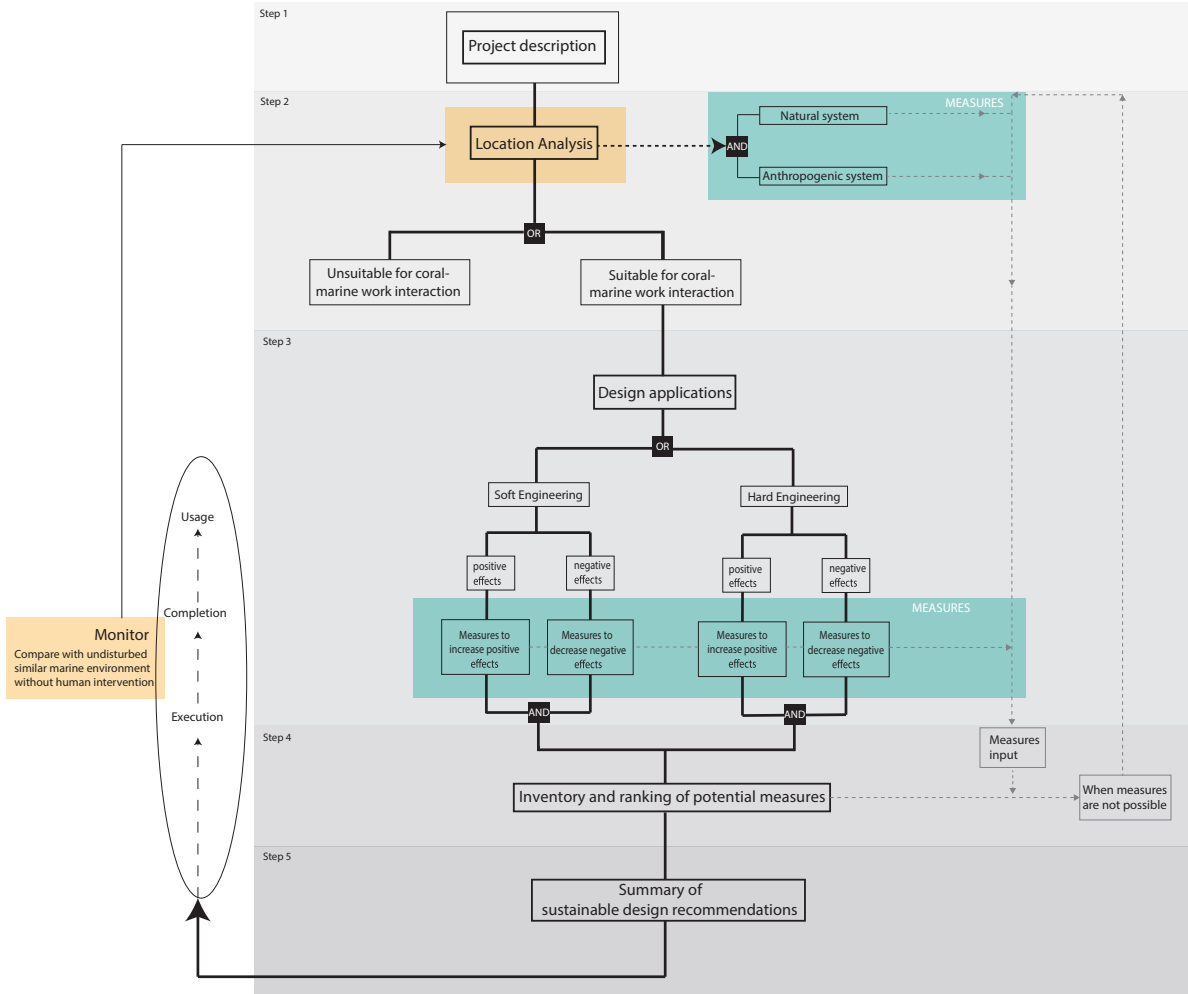 Step 1
Project description
Step 2
MEASURES
Natural system
Location Analysis
AND
Anthropogenic system
OR
Unsuitable for coral-
marine work interaction
Suitable for coral-
marine work interaction
Step 3
Design applications
OR
Soft Engineering
Hard Engineering
positive
effects
negative
effects
positive
effects
negative
effects
MEASURES
Measures to
increase positive
effects
Measures to
decrease negative
effects
Measures to
increase positive
effects
Measures to
decrease negative
effects
AND
AND
Usage
Completion
Execution
Monitor
Compare with undisturbed
similar marine environment
without human intervention
Step 4
Measures
input
Inventory and ranking of potential measures
When measures
are not possible
Step 5
Summary of
sustainable design recommendations